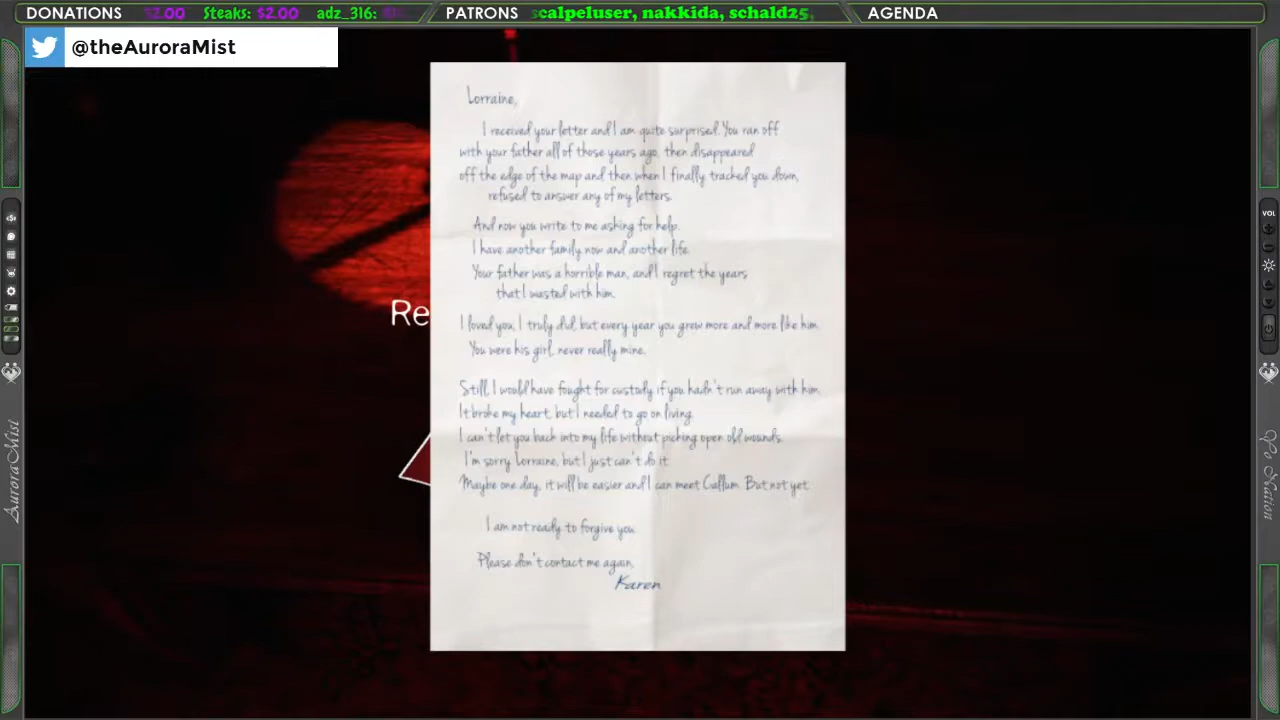 DONATIONS $2.00 Steaks: $2.00 adz_316: PATRONS scalpeluser, nakkida, schald25, AGENDA
@theAuroraMist
Lorraine,
I received your letter and I am quite surprised. You ran off
with your father all of those years ago, then disappeared
off the edge of the map and then when I finally tracked you down,
refused to answer any of my letters.
And now you write to me asking for help.
I have another family now and another life.
Your father was a horrible man, and I regret the years
that I wasted with him.
I loved you, I truly did, but every year you grew more and more like him.
You were his girl, never really mine.
Still, I would have fought for custody if you hadn't run away with him.
It broke my heart, but I needed to go on living.
I can't let you back into my life without picking open old wounds.
I'm sorry Lorraine, but I just can't do it.
Maybe one day, it will be easier and I can meet Callum. But not yet.
I am not ready to forgive you.
Please don't contact me again,
Karen
Re
VOL
AuroraMist
Yo Nation